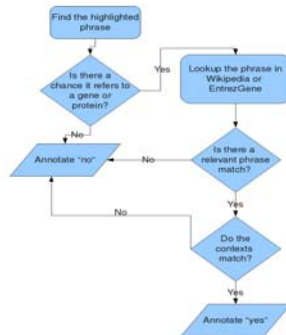 Find the highlighted
phrase
Is there a
chance it refers to
a gene or
protein?
Yes
Lookup the phrase in
Wikipedia or
EntrezGene
No
Annotate "no"
No
Is there a
relevant phrase
match?
Yes
No
Do the
contexts
match?
Yes
Annotate "yes"